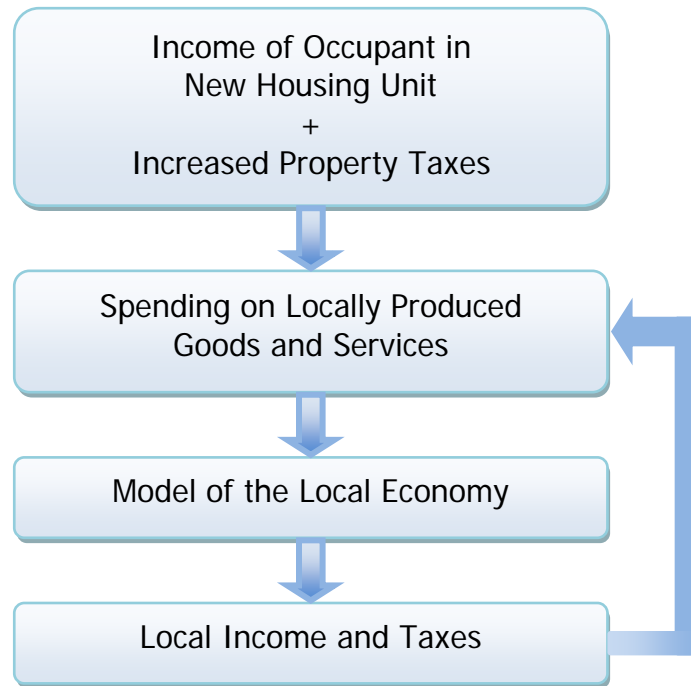 Income of Occupant in
New Housing Unit
+
Increased Property Taxes
Spending on Locally Produced
Goods and Services
Model of the Local Economy
Local Income and Taxes